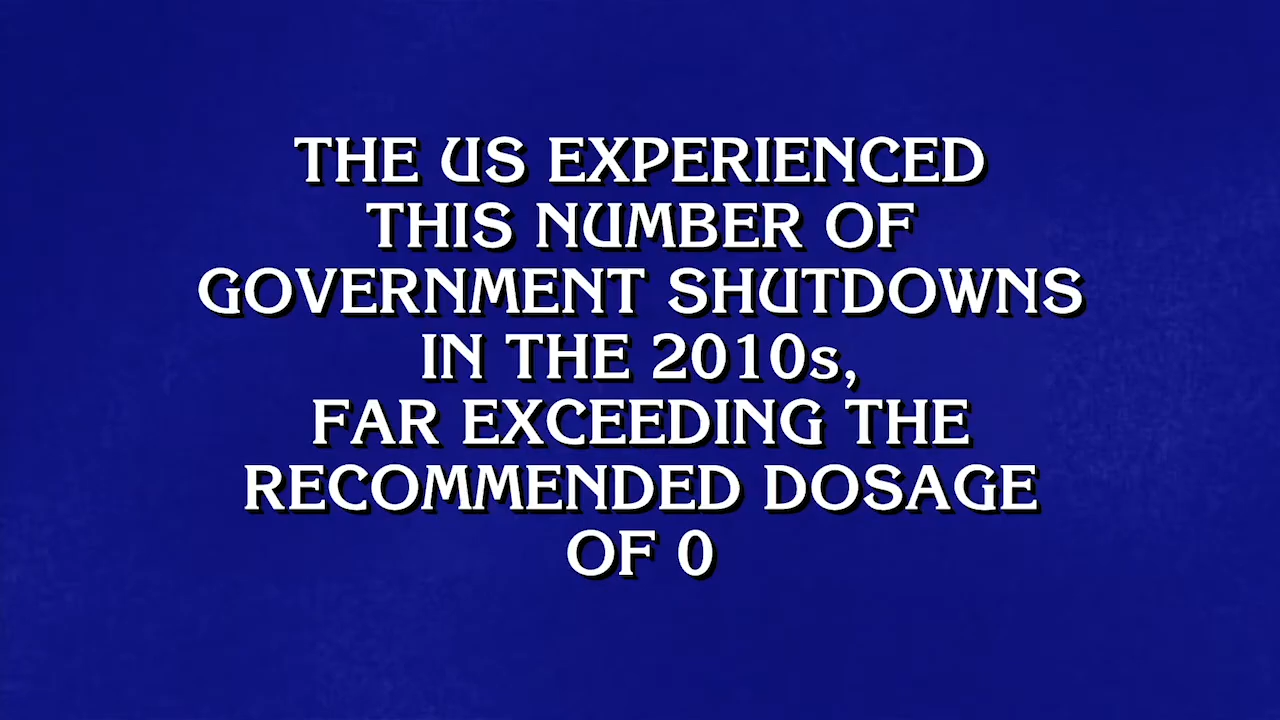 THE US EXPERIENCED
THIS NUMBER OF
GOVERNMENT SHUTDOWNS
IN THE 2010s,
FAR EXCEEDING THE
RECOMMENDED DOSAGE
OF 0